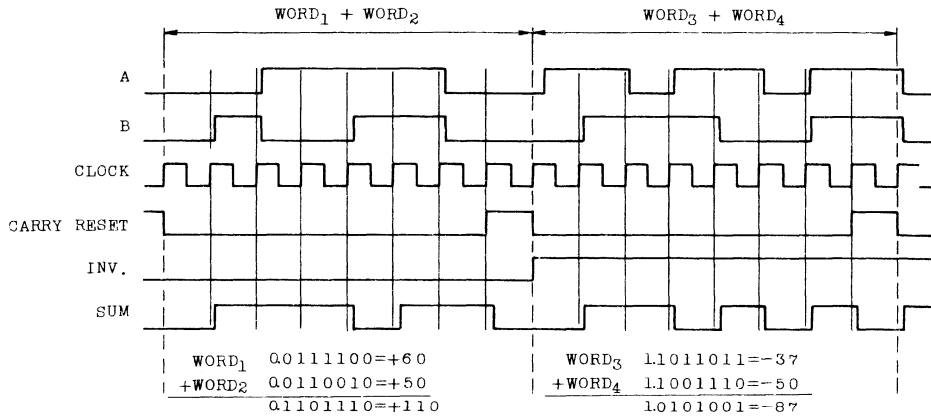 WORD₁ + WORD₂
WORD₃ + WORD₄
A
B
CLOCK
CARRY RESET
INV.
SUM
WORD₁ 0.0111100=+60
+WORD₂ 0.0110010=+50
0.1101110=+110
WORD₃ 1.1011011=-37
+WORD₄ 1.1001110=-50
1.0101001=-87